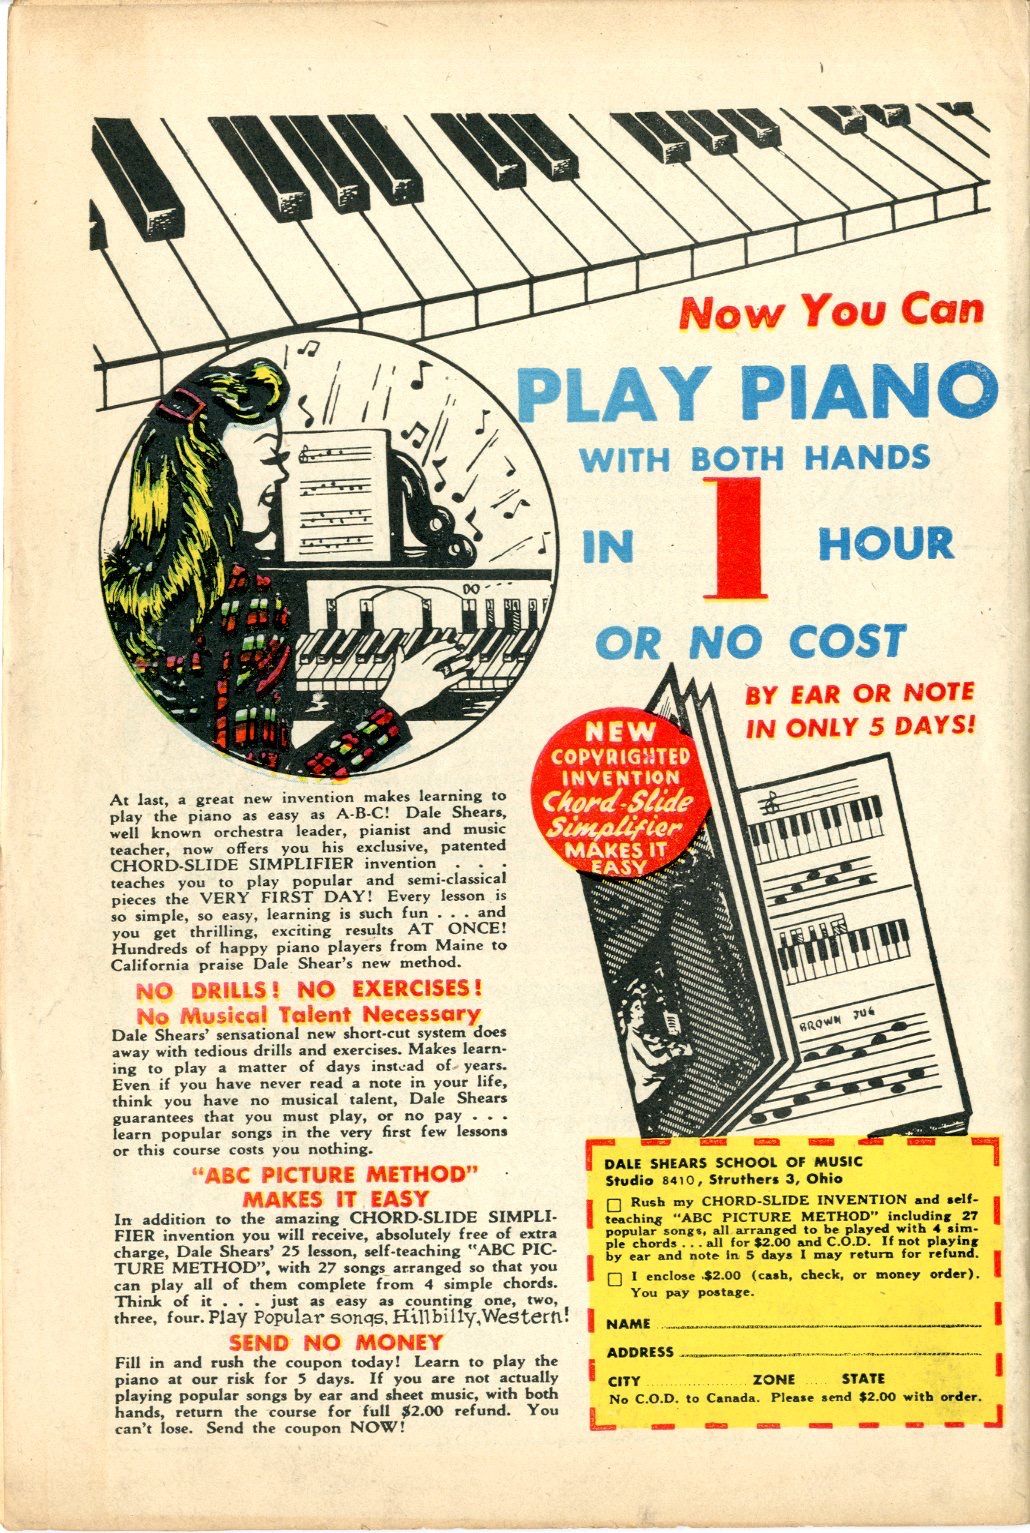 Now You Can
PLAY PIANO
WITH BOTH HANDS
IN 1 HOUR
OR NO COST
BY EAR OR NOTE
IN ONLY 5 DAYS!
DO
5 1 5 1
NEW
COPYRIGHTED
INVENTION
Chord-Slide
Simplifier
MAKES IT
EASY
BROWN JUG
At last, a great new invention makes learning to
play the piano as easy as A-B-C! Dale Shears,
well known orchestra leader, pianist and music
teacher, now offers you his exclusive, patented
CHORD-SLIDE SIMPLIFIER invention . . .
teaches you to play popular and semi-classical
pieces the VERY FIRST DAY! Every lesson is
so simple, so easy, learning is such fun . . . and
you get thrilling, exciting results AT ONCE!
Hundreds of happy piano players from Maine to
California praise Dale Shear's new method.
NO DRILLS! NO EXERCISES!
No Musical Talent Necessary
Dale Shears' sensational new short-cut system does
away with tedious drills and exercises. Makes learn-
ing to play a matter of days instead of years.
Even if you have never read a note in your life,
think you have no musical talent, Dale Shears
guarantees that you must play, or no pay . . .
learn popular songs in the very first few lessons
or this course costs you nothing.
"ABC PICTURE METHOD"
MAKES IT EASY
In addition to the amazing CHORD-SLIDE SIMPLI-
FIER invention you will receive, absolutely free of extra
charge, Dale Shears' 25 lesson, self-teaching "ABC PIC-
TURE METHOD", with 27 songs arranged so that you
can play all of them complete from 4 simple chords.
Think of it . . . just as easy as counting one, two,
three, four. Play Popular songs, Hillbilly, Western!
SEND NO MONEY
Fill in and rush the coupon today! Learn to play the
piano at our risk for 5 days. If you are not actually
playing popular songs by ear and sheet music, with both
hands, return the course for full $2.00 refund. You
can't lose. Send the coupon NOW!
DALE SHEARS SCHOOL OF MUSIC
Studio 8410, Struthers 3, Ohio
Rush my CHORD-SLIDE INVENTION and self-
teaching "ABC PICTURE METHOD" including 27
popular songs, all arranged to be played with 4 sim-
ple chords . . . all for $2.00 and C.O.D. If not playing
by ear and note in 5 days I may return for refund.
I enclose $2.00 (cash, check, or money order).
You pay postage.
NAME
ADDRESS
CITY ZONE STATE
No C.O.D. to Canada. Please send $2.00 with order.